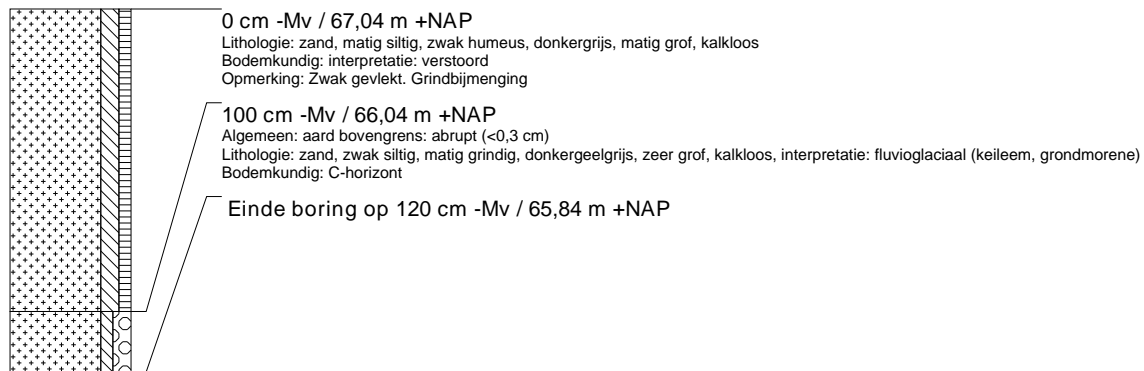 0 cm -Mv / 67,04 m +NAP
Lithologie: zand, matig siltig, zwak humeus, donkergrijs, matig grof, kalkloos
Bodemkundig: interpretatie: verstoord
Opmerking: Zwak gevlekt. Grindbijmenging
100 cm -Mv / 66,04 m +NAP
Algemeen: aard bovengrens: abrupt (<0,3 cm)
Lithologie: zand, zwak siltig, matig grindig, donkergeelgrijs, zeer grof, kalkloos, interpretatie: fluvioglaciaal (keileem, grondmorene)
Bodemkundig: C-horizont
Einde boring op 120 cm -Mv / 65,84 m +NAP